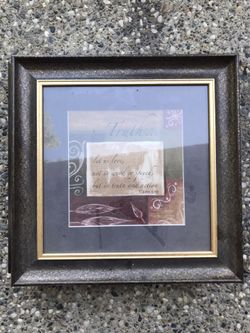 Truth
Let us love,
not in word or speech,
but in truth and action